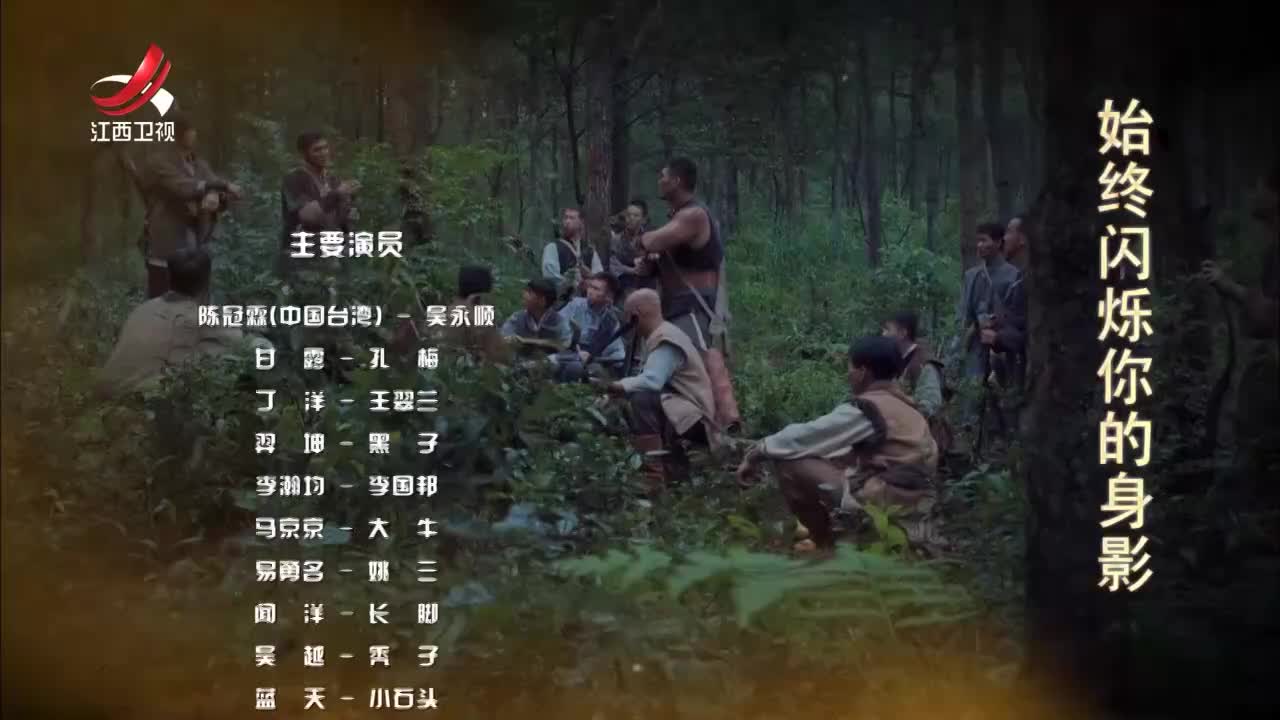 江西卫视
主要演员
陈冠霖(中国台湾) - 吴永顺
甘 露 - 孔 梅
丁 洋 - 王翠兰
羿 坤 - 黑 子
李瀚均 - 李国邦
马京京 - 大 牛
易勇名 - 姚 三
闻 洋 - 长 脚
吴 越 - 秀 子
蓝 天 - 小石头
始终闪烁你的身影